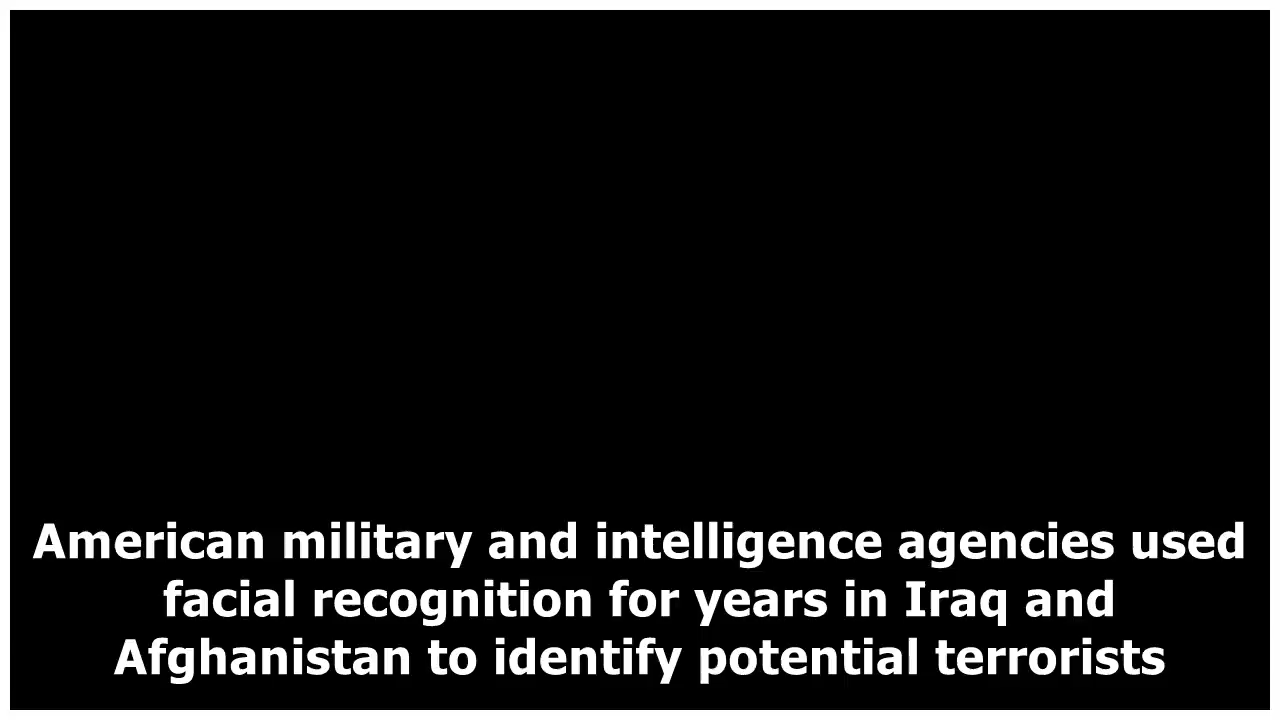 American military and intelligence agencies used
facial recognition for years in Iraq and
Afghanistan to identify potential terrorists